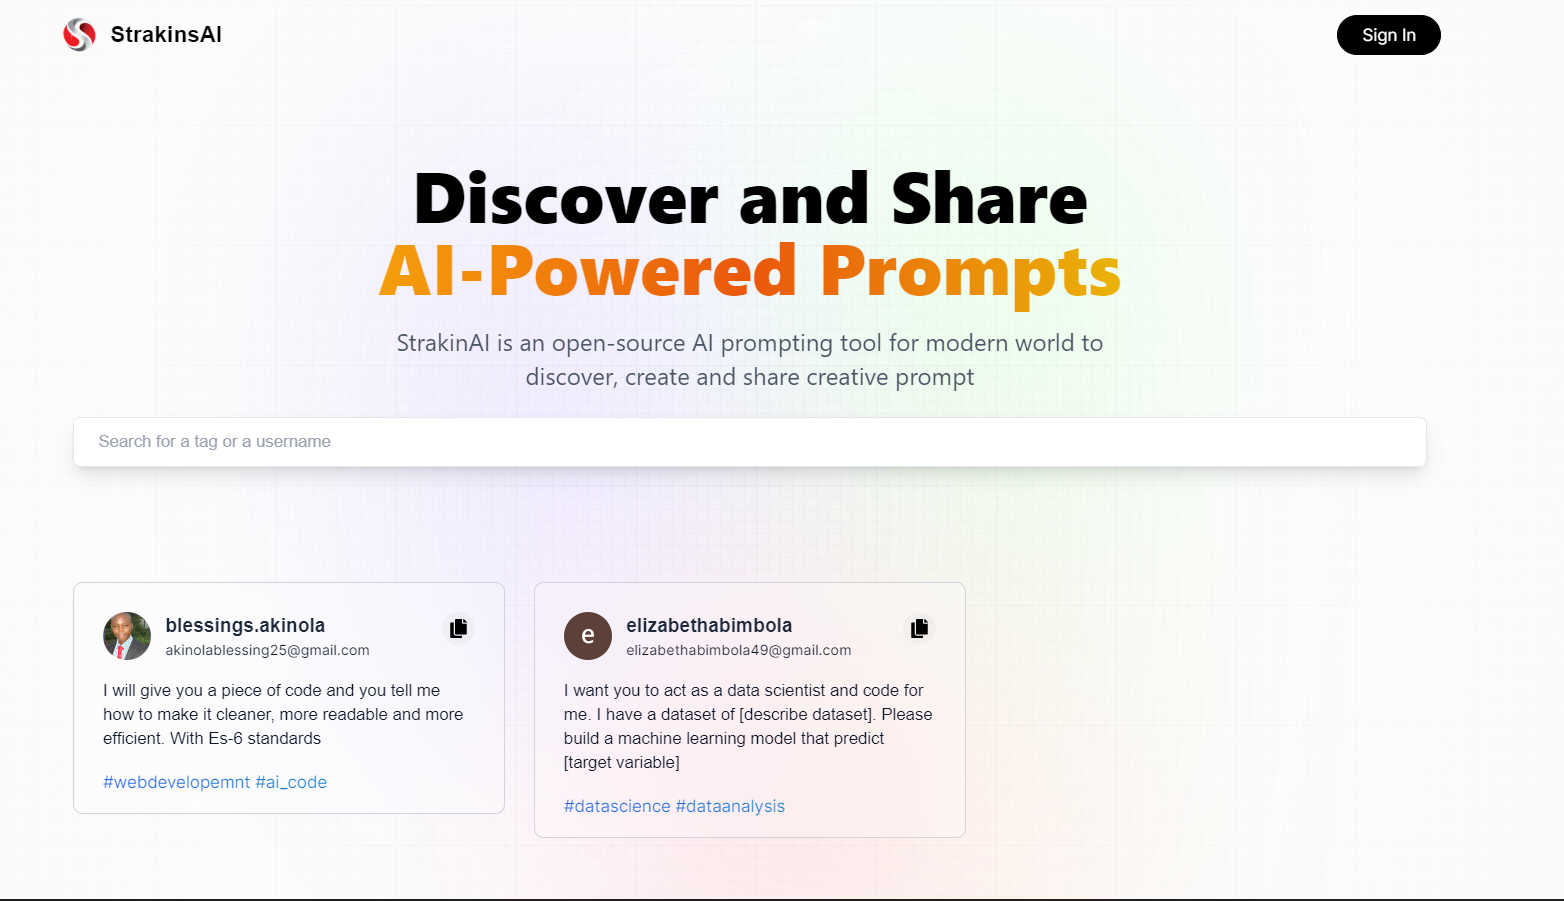 StrakinsAI
Sign In
Discover and Share
AI-Powered Prompts
StrakinAI is an open-source AI prompting tool for modern world to
discover, create and share creative prompt
Search for a tag or a username
blessings.akinola
akinolablessing25@gmail.com
I will give you a piece of code and you tell me
how to make it cleaner, more readable and more
efficient. With Es-6 standards
#webdevelopemnt #ai_code
e
elizabethabimbola
elizabethabimbola49@gmail.com
I want you to act as a data scientist and code for
me. I have a dataset of [describe dataset]. Please
build a machine learning model that predict
[target variable]
#datascience #dataanalysis